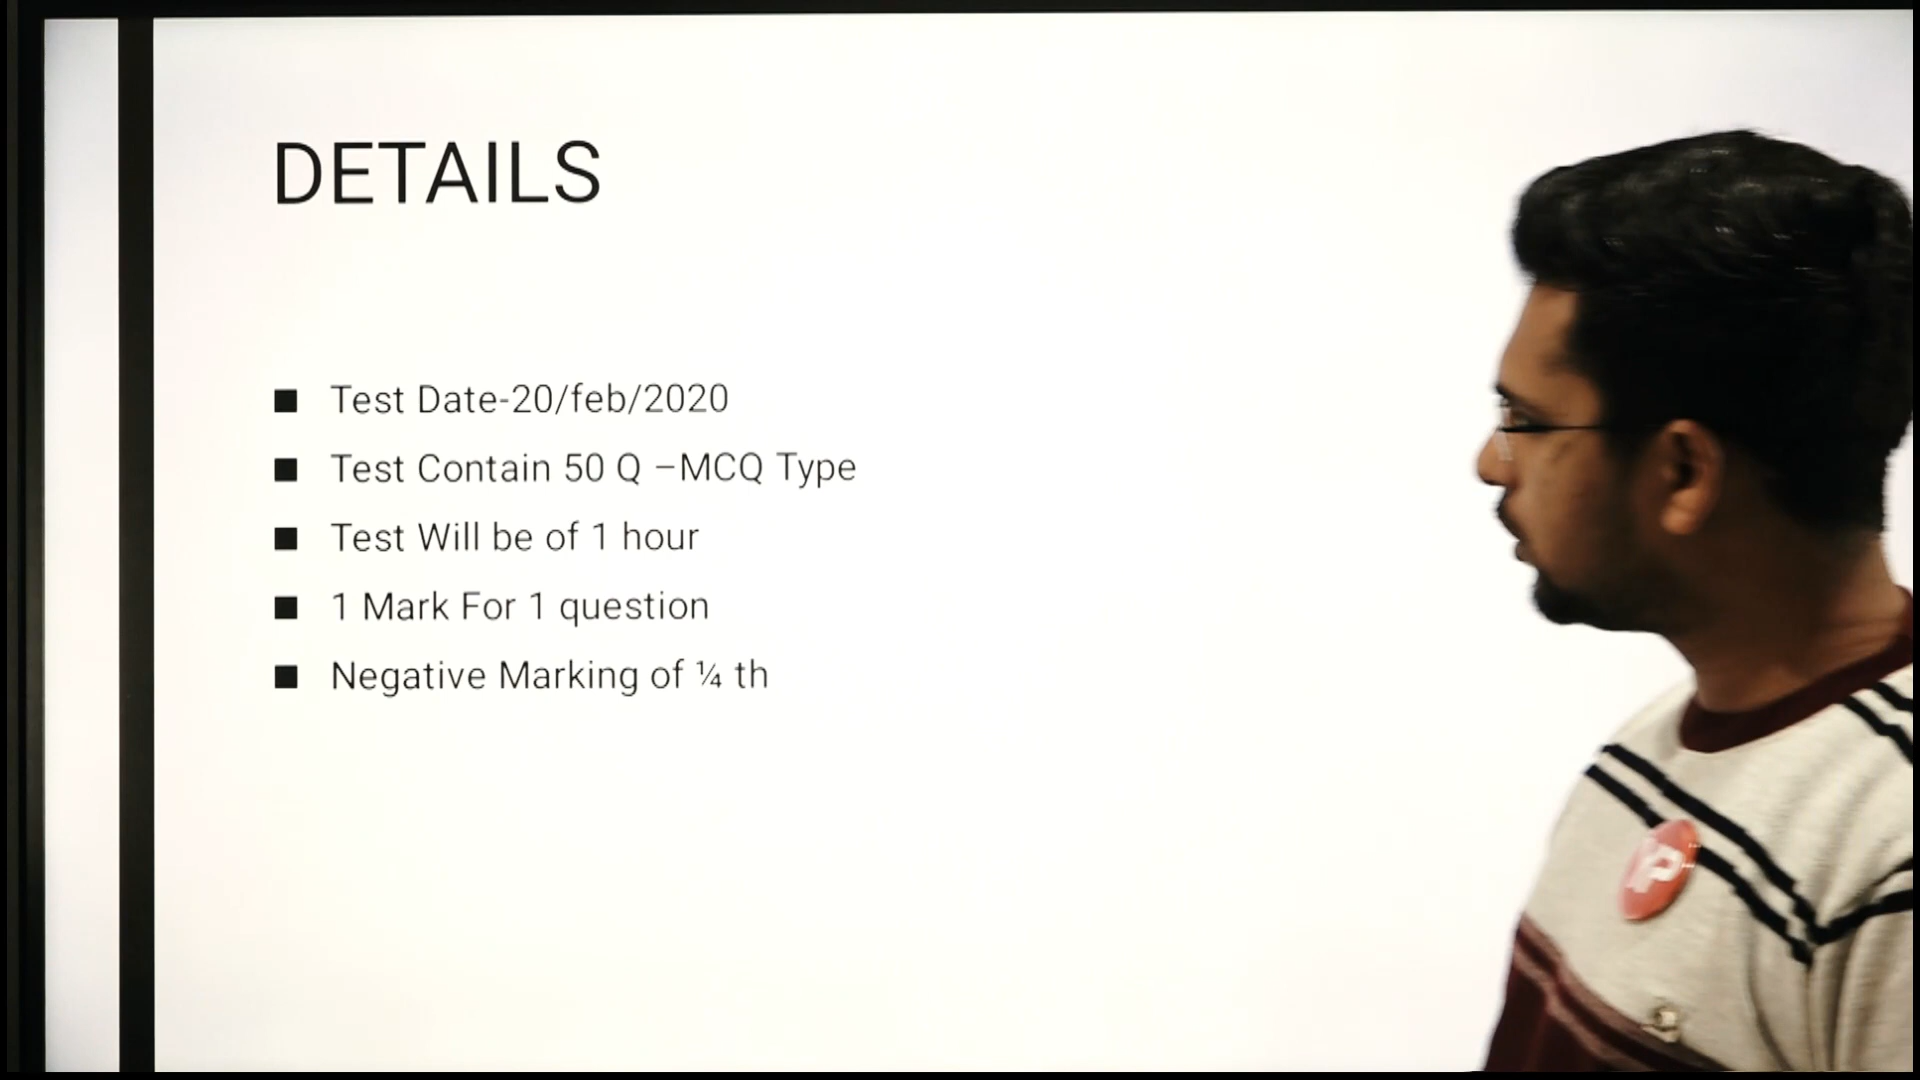 DETAILS
Test Date-20/feb/2020
Test Contain 50 Q –MCQ Type
Test Will be of 1 hour
1 Mark For 1 question
Negative Marking of ¼ th